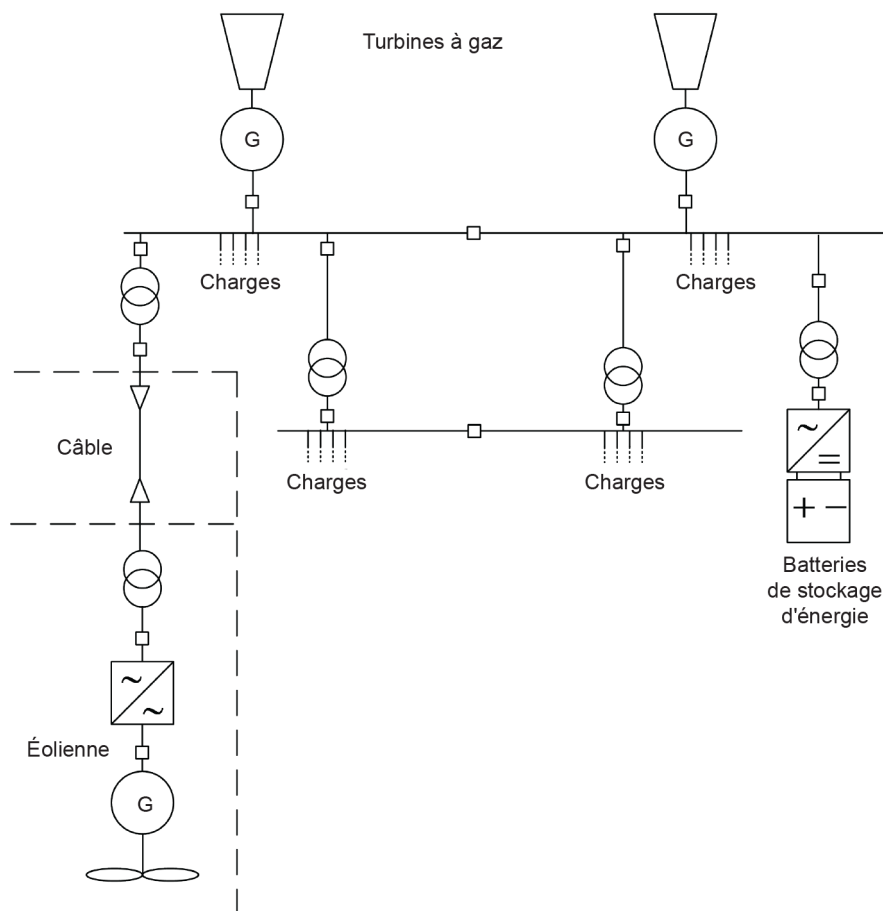 Turbines à gaz
G
G
Charges
Charges
Câble
Charges
Charges
Batteries
de stockage
d'énergie
Éolienne
G